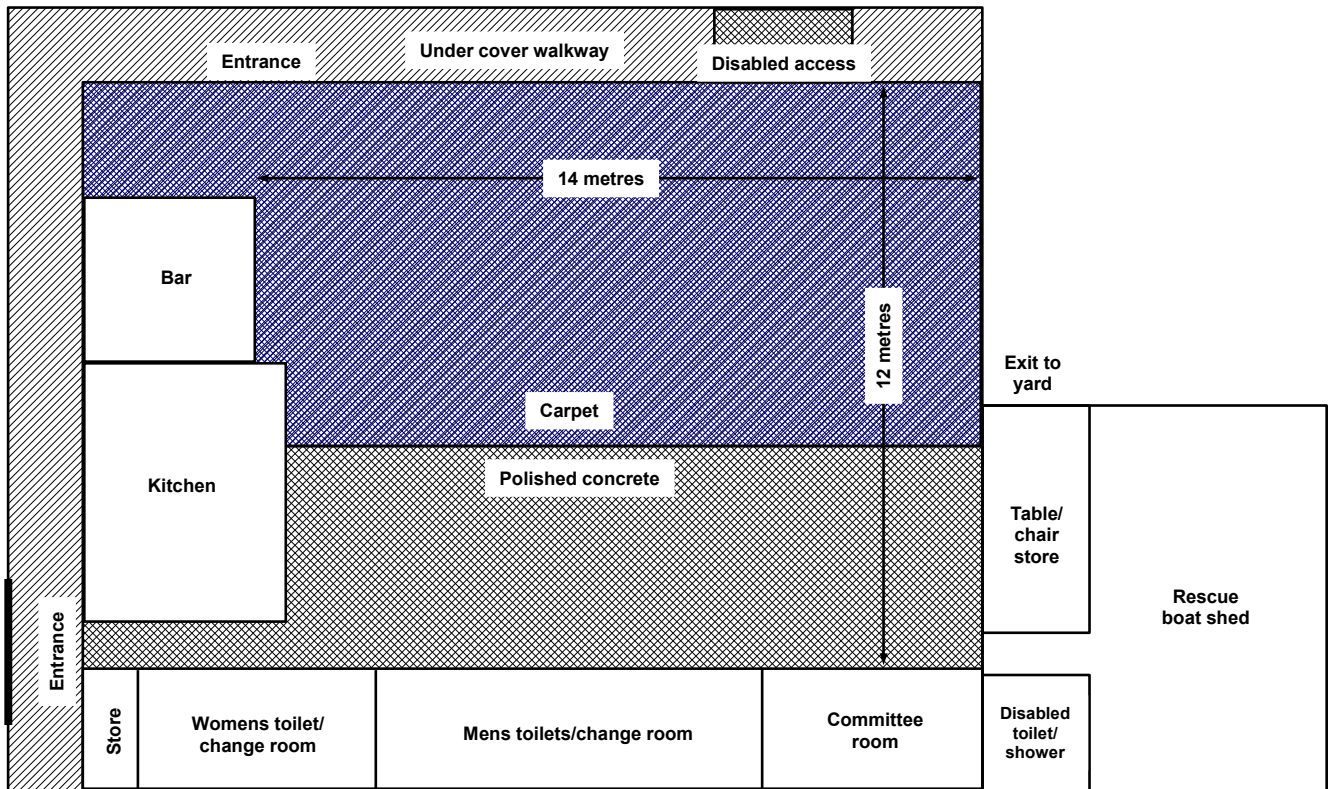 Under cover walkway
Entrance
Disabled access
14 metres
Bar
12 metres
Exit to
yard
Carpet
Polished concrete
Kitchen
Table/
chair
store
Rescue
boat shed
Entrance
Store
Womens toilet/
change room
Mens toilets/change room
Committee
room
Disabled
toilet/
shower